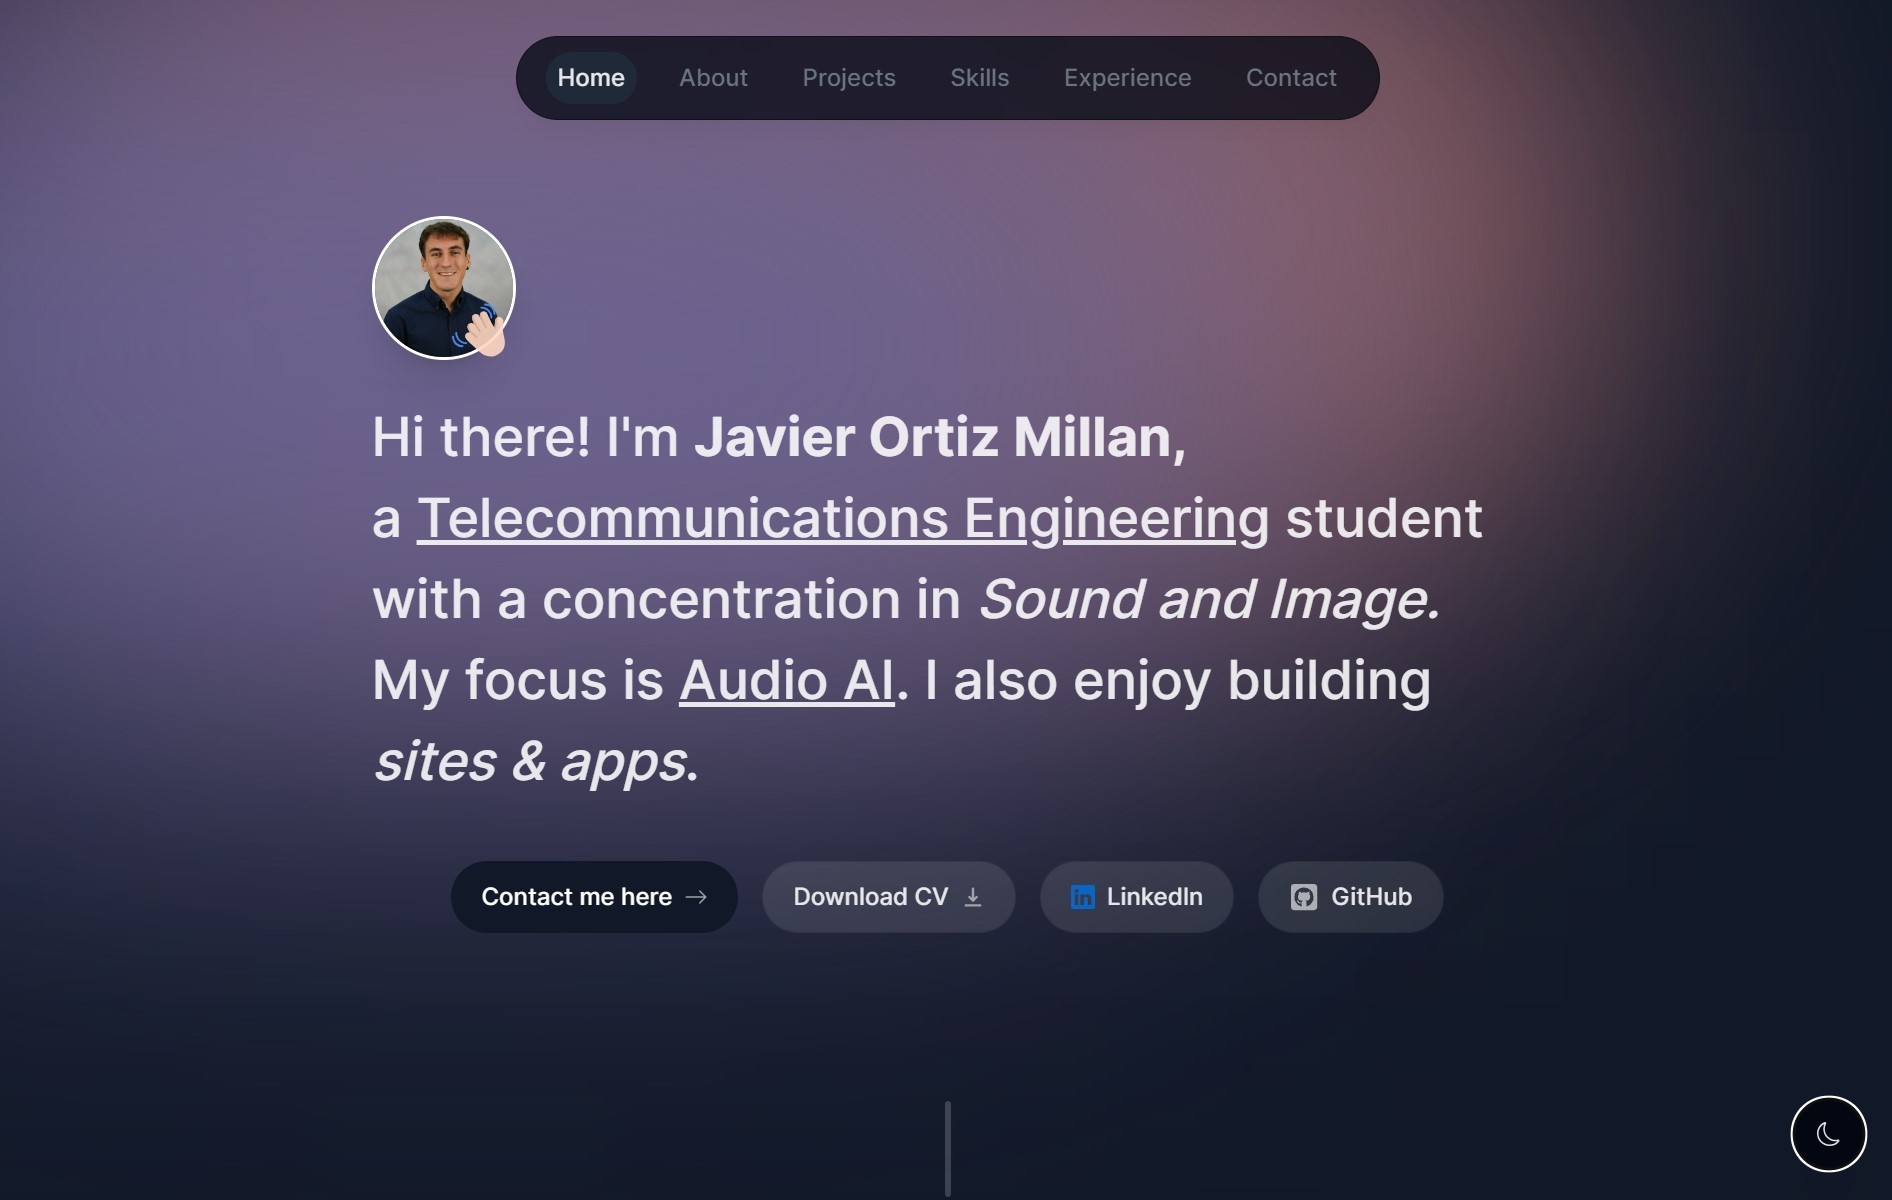 Home About Projects Skills Experience Contact
Hi there! I'm Javier Ortiz Millan,
a Telecommunications Engineering student
with a concentration in Sound and Image.
My focus is Audio AI. I also enjoy building
sites & apps.
Contact me here Download CV LinkedIn GitHub